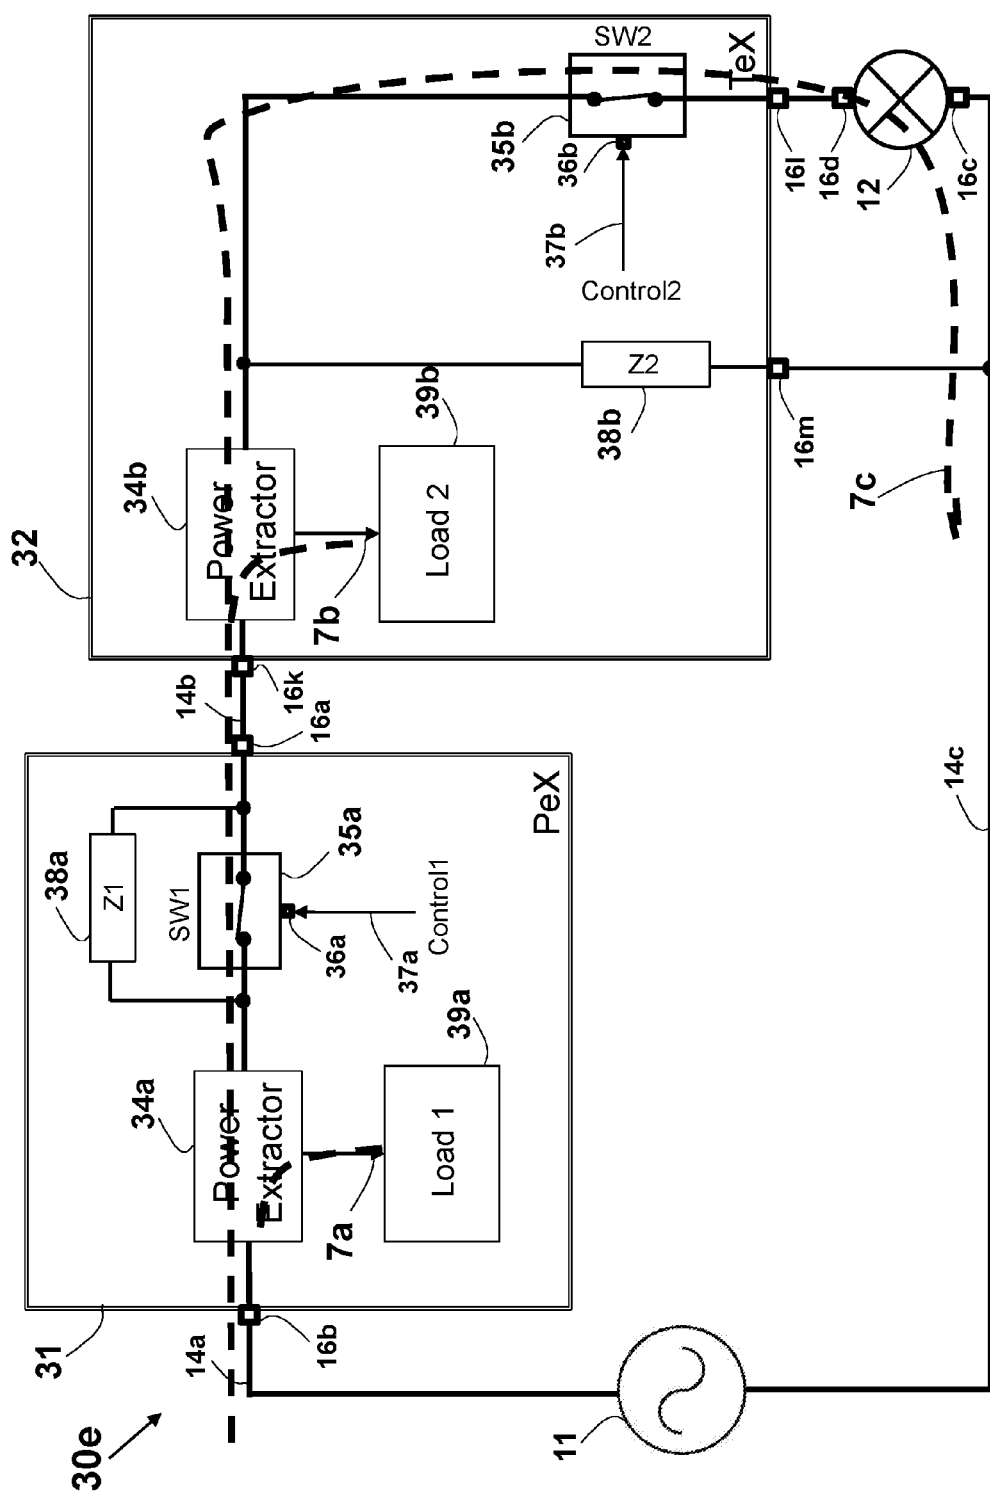 30e
31
32
38a
Z1
34a
34b
14a
SW1
14b
Power
Extractor
Power
Extractor
16b
16k
16a
36a
35a
7a
7b
37a
Control1
Load 1
39a
Load 2
39b
PeX
11
35b
36b
37b
Control2
SW2
38b
Z2
TeX
16m
16l
16d
12
7c
14c
16c